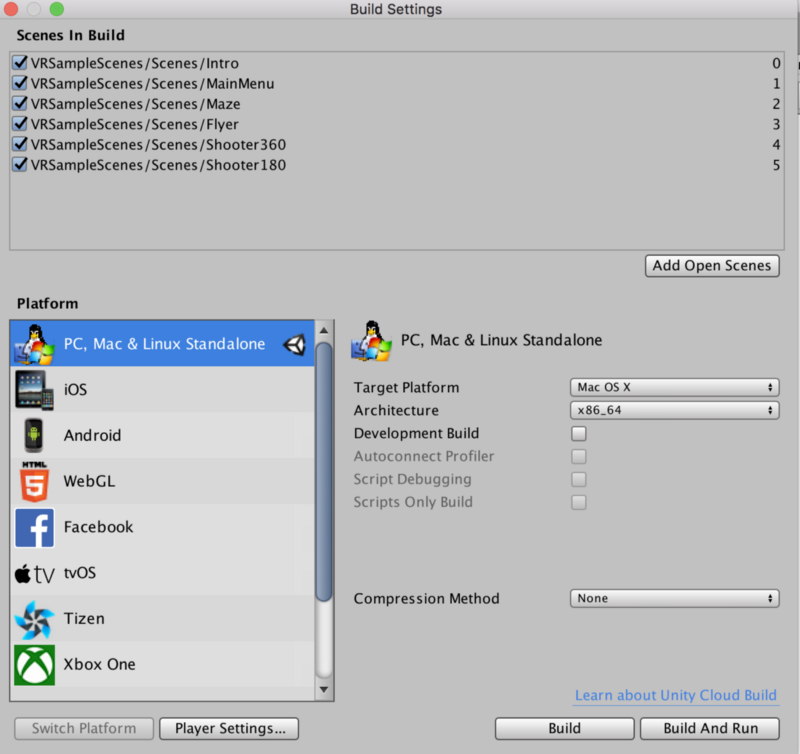 Build Settings
Scenes In Build
VRSampleScenes/Scenes/Intro 0
VRSampleScenes/Scenes/MainMenu 1
VRSampleScenes/Scenes/Maze 2
VRSampleScenes/Scenes/Flyer 3
VRSampleScenes/Scenes/Shooter360 4
VRSampleScenes/Scenes/Shooter180 5
Add Open Scenes
Platform
PC, Mac & Linux Standalone
iOS
Android
HTML
5
WebGL
f
Facebook
tv
tvOS
Tizen
Xbox One
PC, Mac & Linux Standalone
Target Platform Mac OS X
Architecture x86_64
Development Build
Autoconnect Profiler
Script Debugging
Scripts Only Build
Compression Method None
Learn about Unity Cloud Build
Switch Platform Player Settings... Build Build And Run